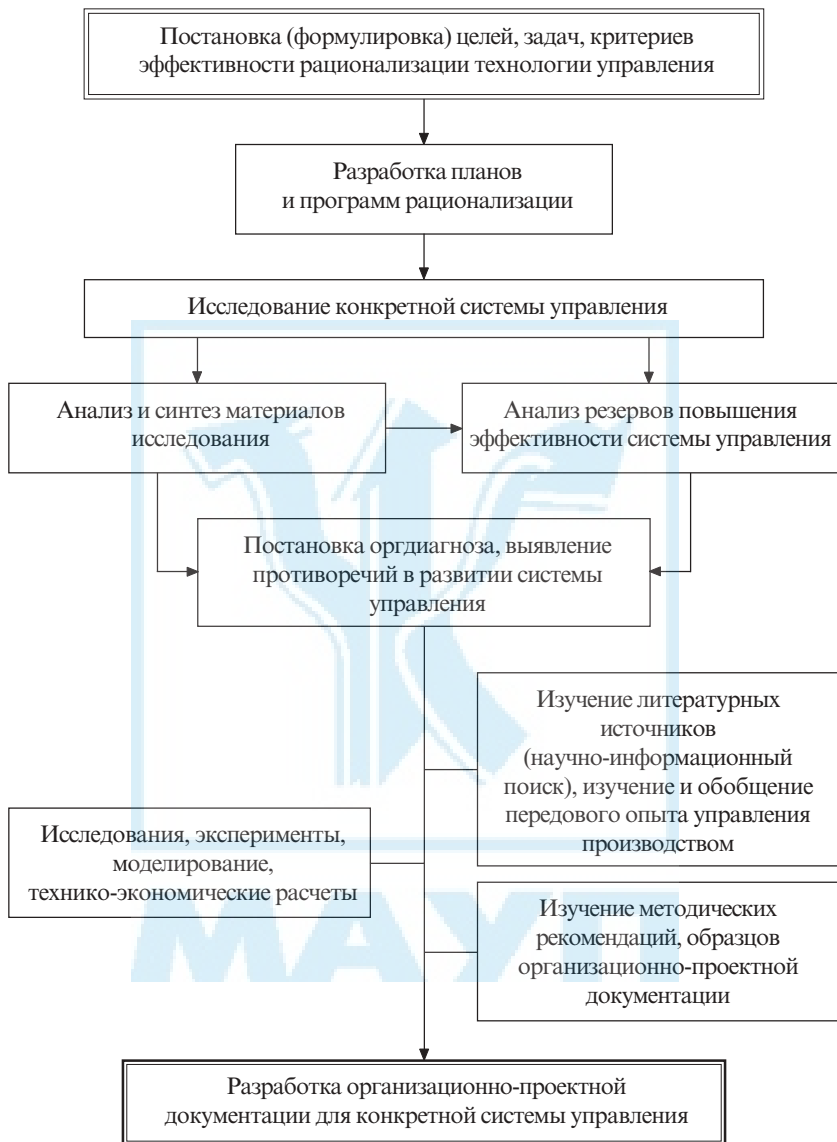 Постановка (формулировка) целей, задач, критериев
эффективности рационализации технологии управления
Разработка планов
и программ рационализации
Исследование конкретной системы управления
Анализ и синтез материалов
исследования
Анализ резервов повышения
эффективности системы управления
Постановка оргдиагноза, выявление
противоречий в развитии системы
управления
Изучение литературных
источников
(научно-информационный
поиск), изучение и обобщение
передового опыта управления
производством
Исследования, эксперименты,
моделирование,
технико-экономические расчеты
Изучение методических
рекомендаций, образцов
организационно-проектной
документации
МАУП
Разработка организационно-проектной
документации для конкретной системы управления